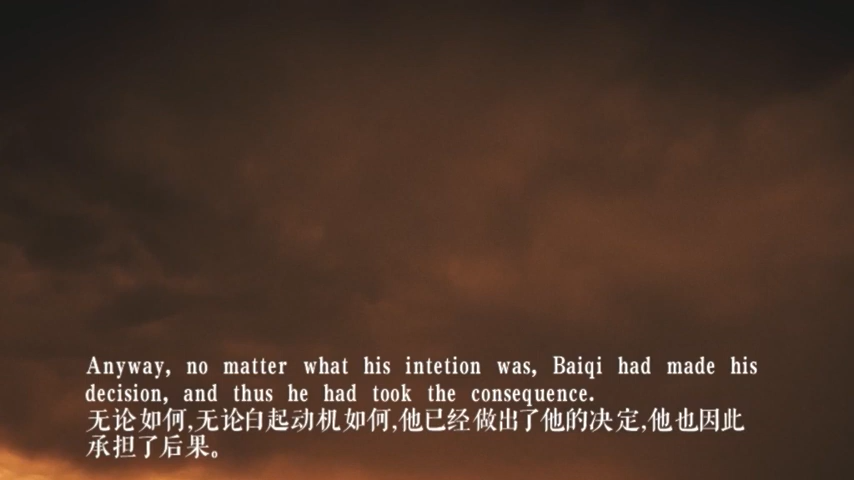 Anyway, no matter what his intetion was, Baiqi had made his
decision, and thus he had took the consequence.
无论如何,无论白起动机如何,他已经做出了他的决定,他也因此
承担了后果。